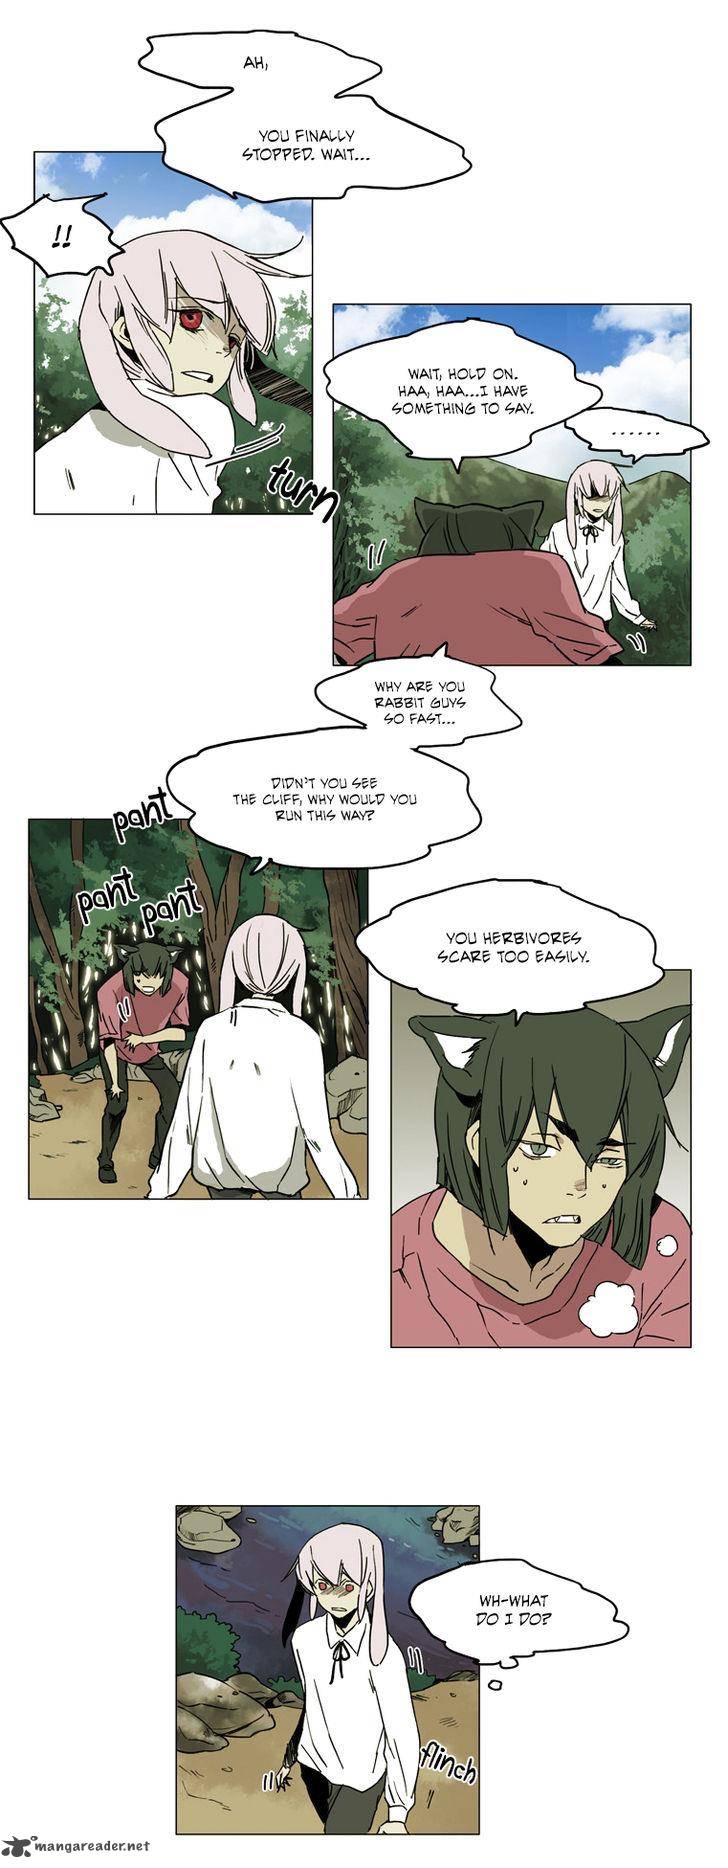 AH,
YOU FINALLY
STOPPED. WAIT...
!!
turn
WAIT, HOLD ON.
HAA, HAA...I HAVE
SOMETHING TO SAY.
......
WHY ARE YOU
RABBIT GUYS
SO FAST...
DIDN'T YOU SEE
THE CLIFF, WHY WOULD YOU
RUN THIS WAY?
pant
pant
pant
YOU HERBIVORES
SCARE TOO EASILY.
WH-WHAT
DO I DO?
flinch
mangareader.net